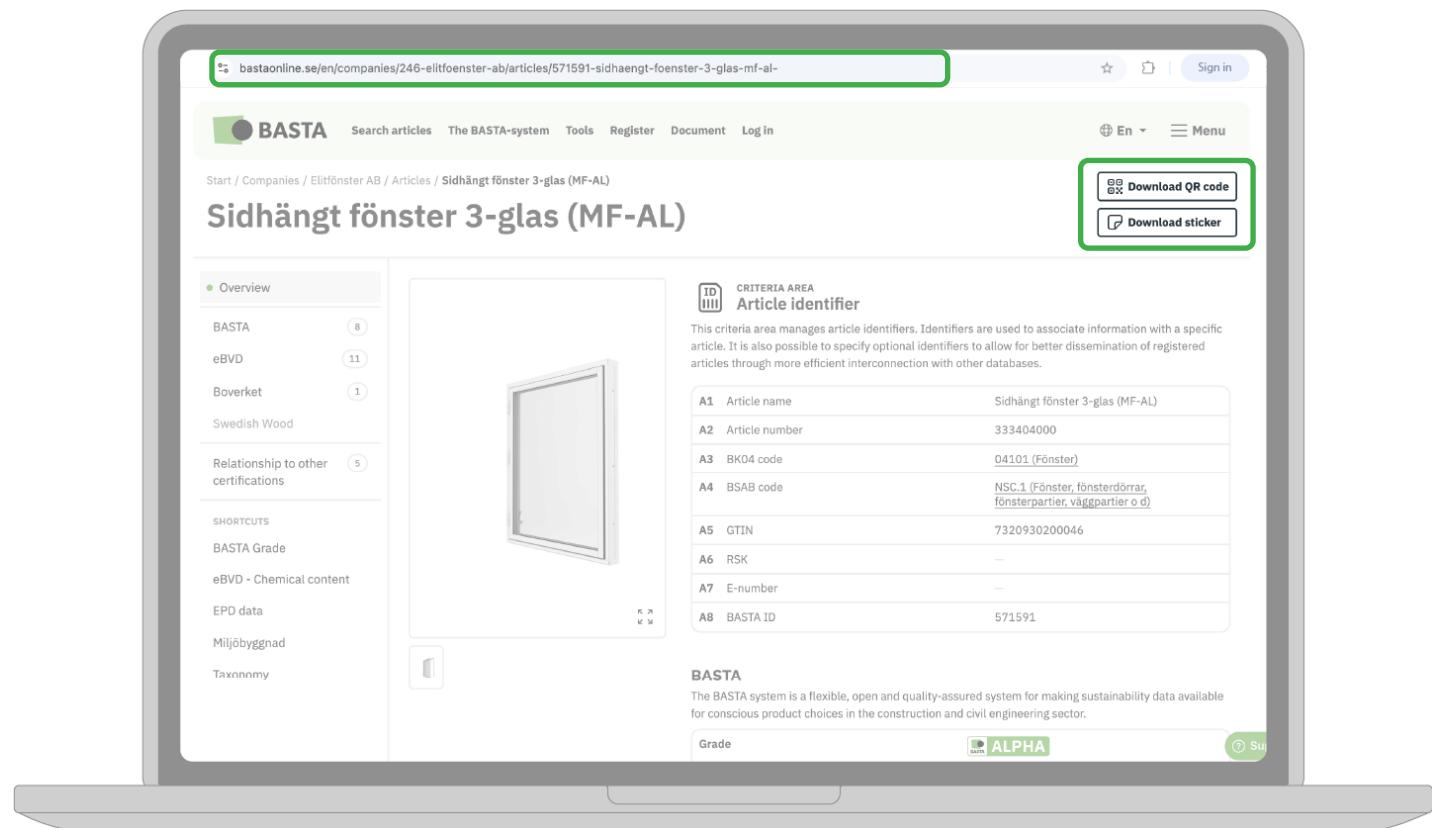 bastaonline.se/en/companies/246-elitfoenster-ab/articles/571591-sidhaengt-foenster-3-glas-mf-al-
Sign in
BASTA
Search articles The BASTA-system Tools Register Document Log in
En
Menu
Start / Companies / Elitfönster AB / Articles / Sidhängt fönster 3-glas (MF-AL)
Sidhängt fönster 3-glas (MF-AL)
Download QR code
Download sticker
Overview
BASTA 8
eBVD 11
Boverket 1
Swedish Wood
Relationship to other 5
certifications
SHORTCUTS
BASTA Grade
eBVD - Chemical content
EPD data
Miljöbyggnad
Taxonomy
ID
CRITERIA AREA
Article identifier
This criteria area manages article identifiers. Identifiers are used to associate information with a specific
article. It is also possible to specify optional identifiers to allow for better dissemination of registered
articles through more efficient interconnection with other databases.
A1 Article name Sidhängt fönster 3-glas (MF-AL)
A2 Article number 333404000
A3 BK04 code 04101 (Fönster)
A4 BSAB code NSC.1 (Fönster, fönsterdörrar,
fönsterpartier, väggpartier o d)
A5 GTIN 7320930200046
A6 RSK —
A7 E-number —
A8 BASTA ID 571591
BASTA
The BASTA system is a flexible, open and quality-assured system for making sustainability data available
for conscious product choices in the construction and civil engineering sector.
Grade BASTA ALPHA